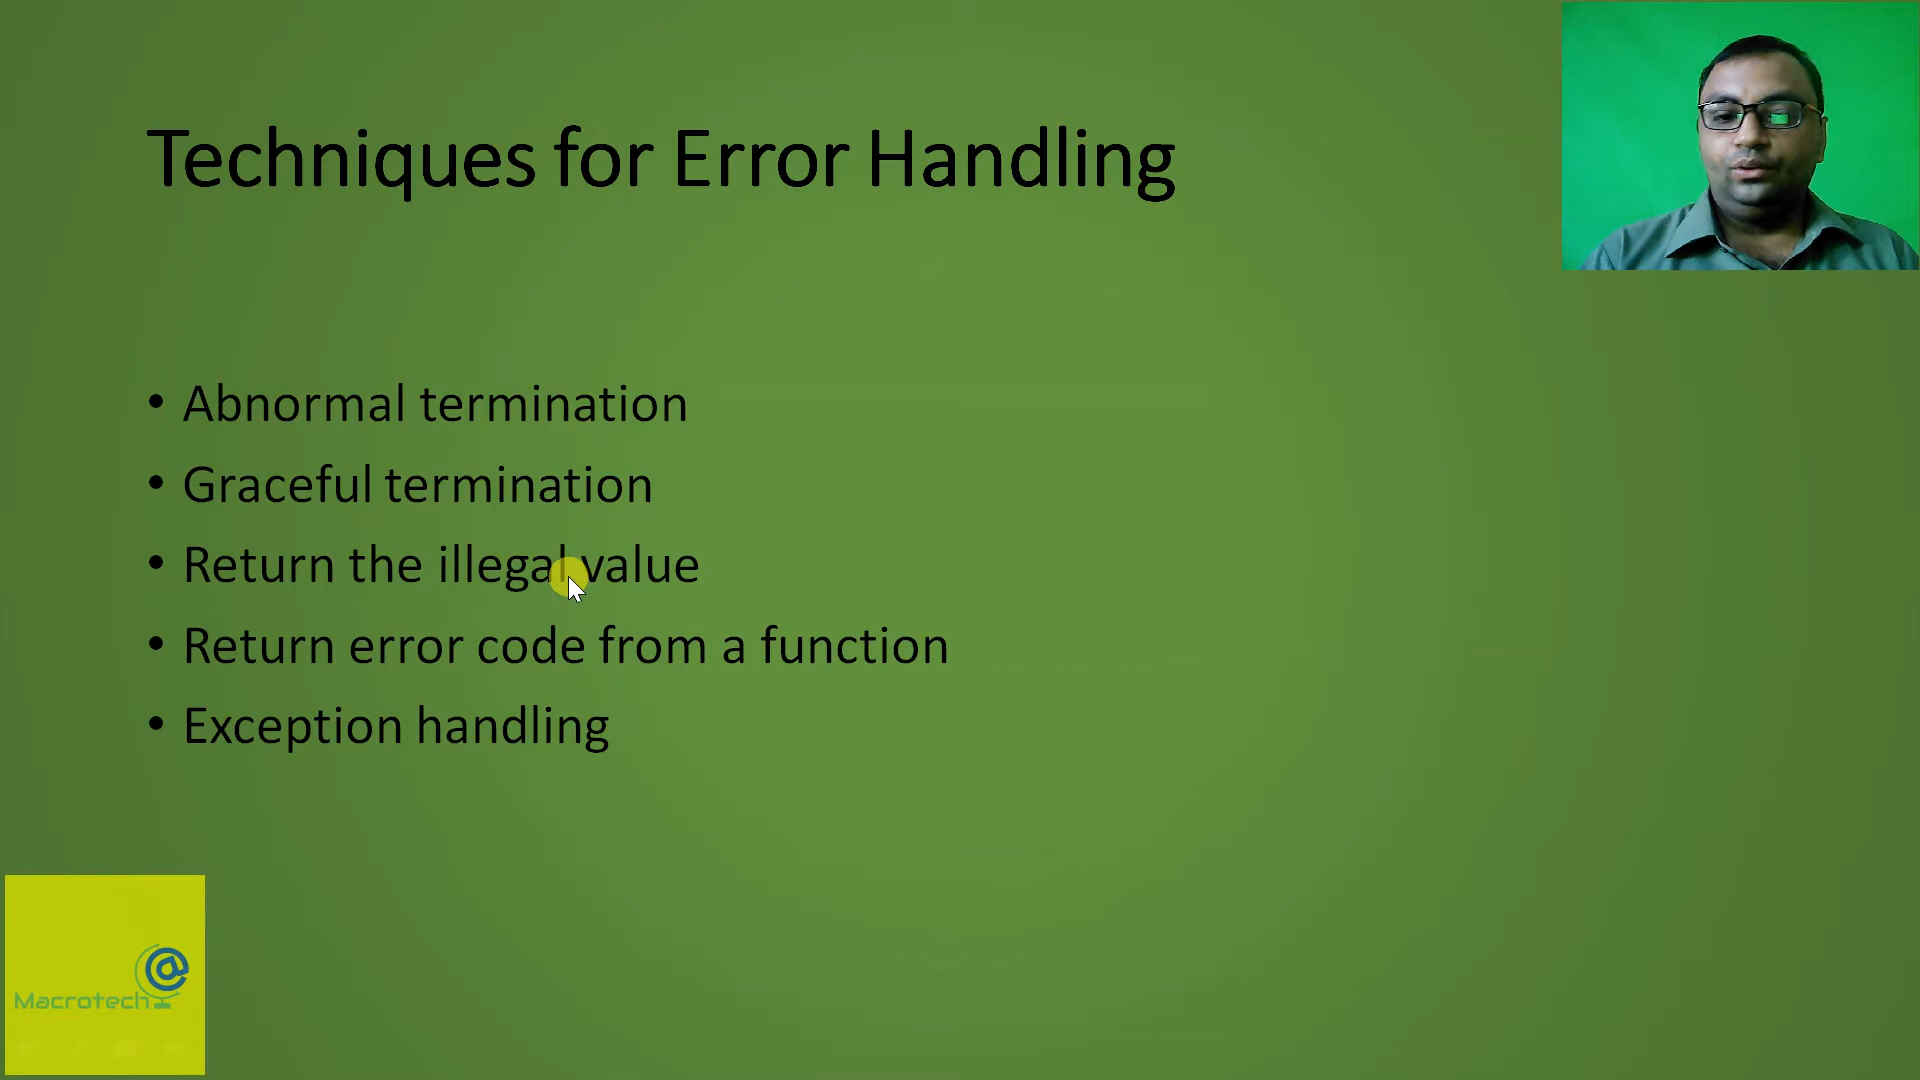 Techniques for Error Handling
• Abnormal termination
• Graceful termination
• Return the illegal value
• Return error code from a function
• Exception handling
@
Macrotech